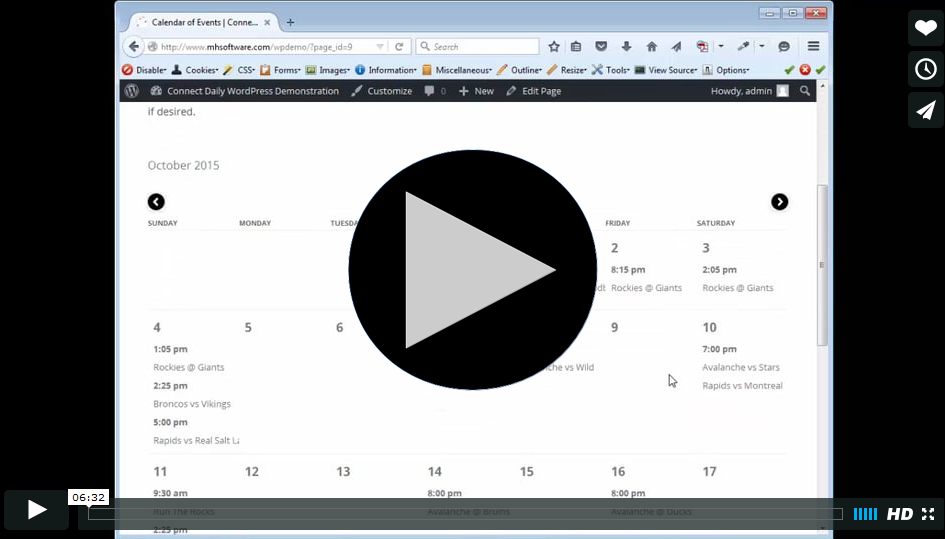 Calendar of Events | Conne...
http://www.mhsoftware.com/wpdemo/?page_id=9
Search
Disable Cookies CSS Forms Images Information Miscellaneous Outline Resize Tools View Source Options
Connect Daily WordPress Demonstration Customize 0 New Edit Page Howdy, admin
if desired.
October 2015
SUNDAY MONDAY TUESDA FRIDAY SATURDAY
2 3
8:15 pm 2:05 pm
Rockies @ Giants Rockies @ Giants
4 5 6 9 10
1:05 pm 7:00 pm
Rockies @ Giants che vs Wild Avalanche vs Stars
2:25 pm Rapids vs Montreal
Broncos vs Vikings
5:00 pm
Rapids vs Real Salt La
11 12 13 14 15 16 17
9:30 am 8:00 pm 8:00 pm
06:32
Run The Rocks Avalanche @ Bruins Avalanche @ Ducks
HD
2:25 pm